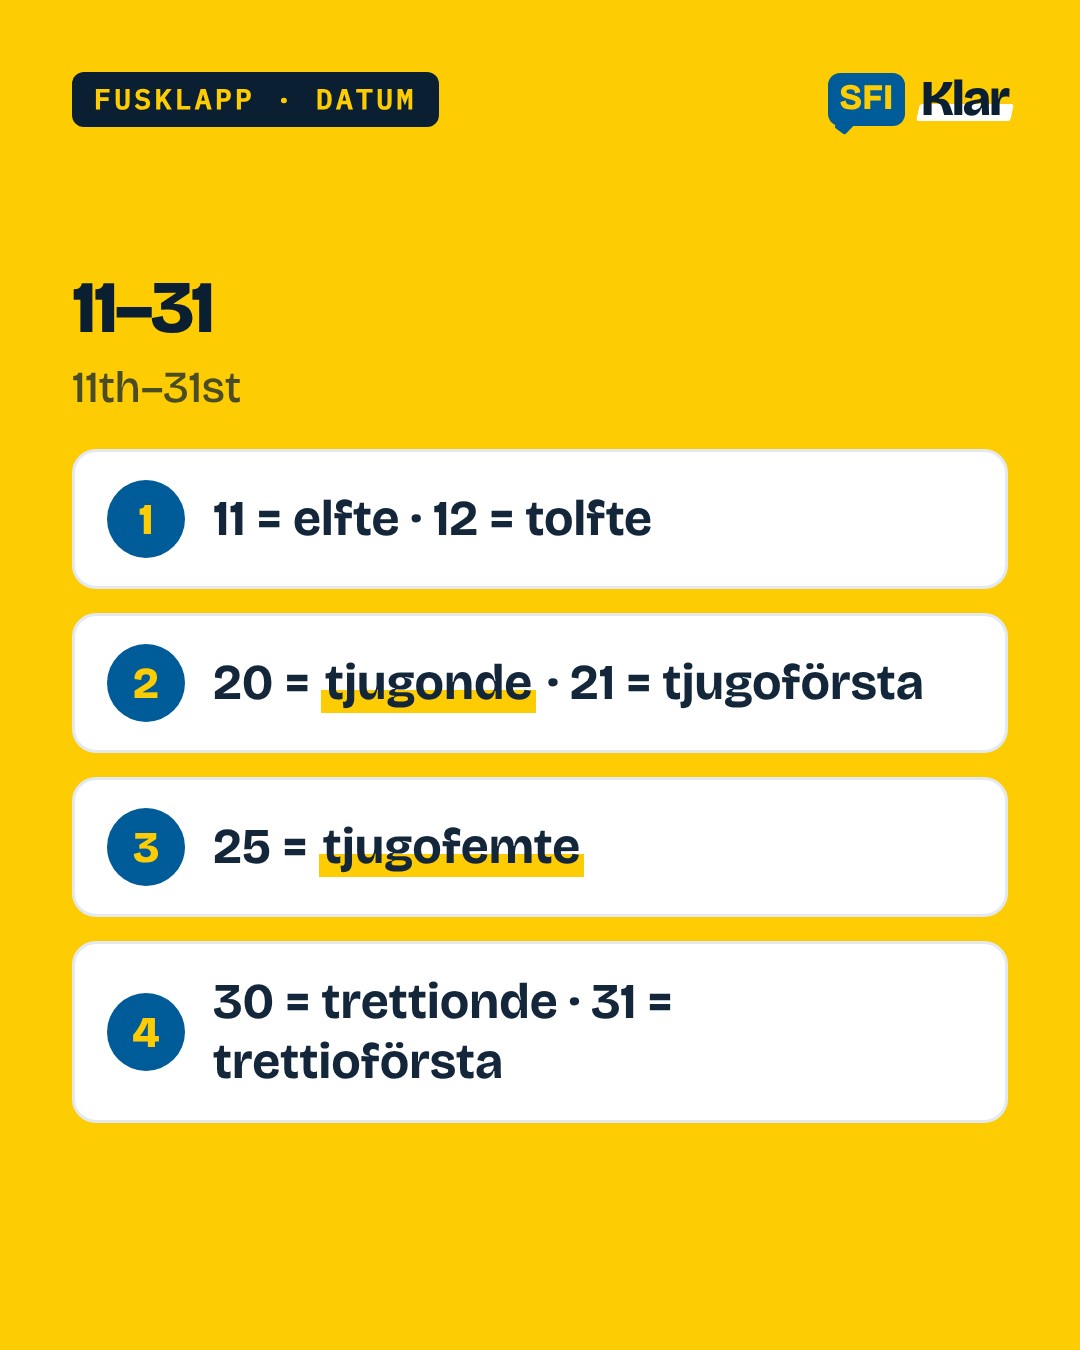 FUSKLAPP · DATUM
SFI Klar
11–31
11th–31st
1 11 = elfte · 12 = tolfte
2 20 = tjugonde · 21 = tjugoförsta
3 25 = tjugofemte
4 30 = trettionde · 31 =
trettioförsta